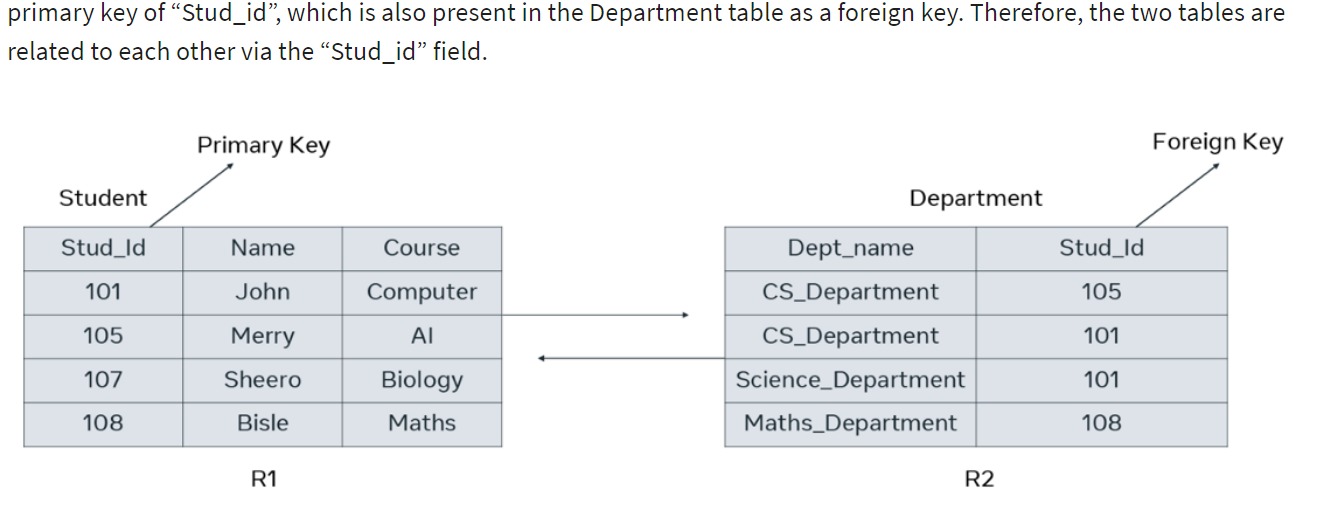 primary key of “Stud_id”, which is also present in the Department table as a foreign key. Therefore, the two tables are
related to each other via the “Stud_id” field.
Primary Key
Foreign Key
Student
Department
Stud_Id Name Course
101 John Computer
105 Merry AI
107 Sheero Biology
108 Bisle Maths
R1
Dept_name Stud_Id
CS_Department 105
CS_Department 101
Science_Department 101
Maths_Department 108
R2